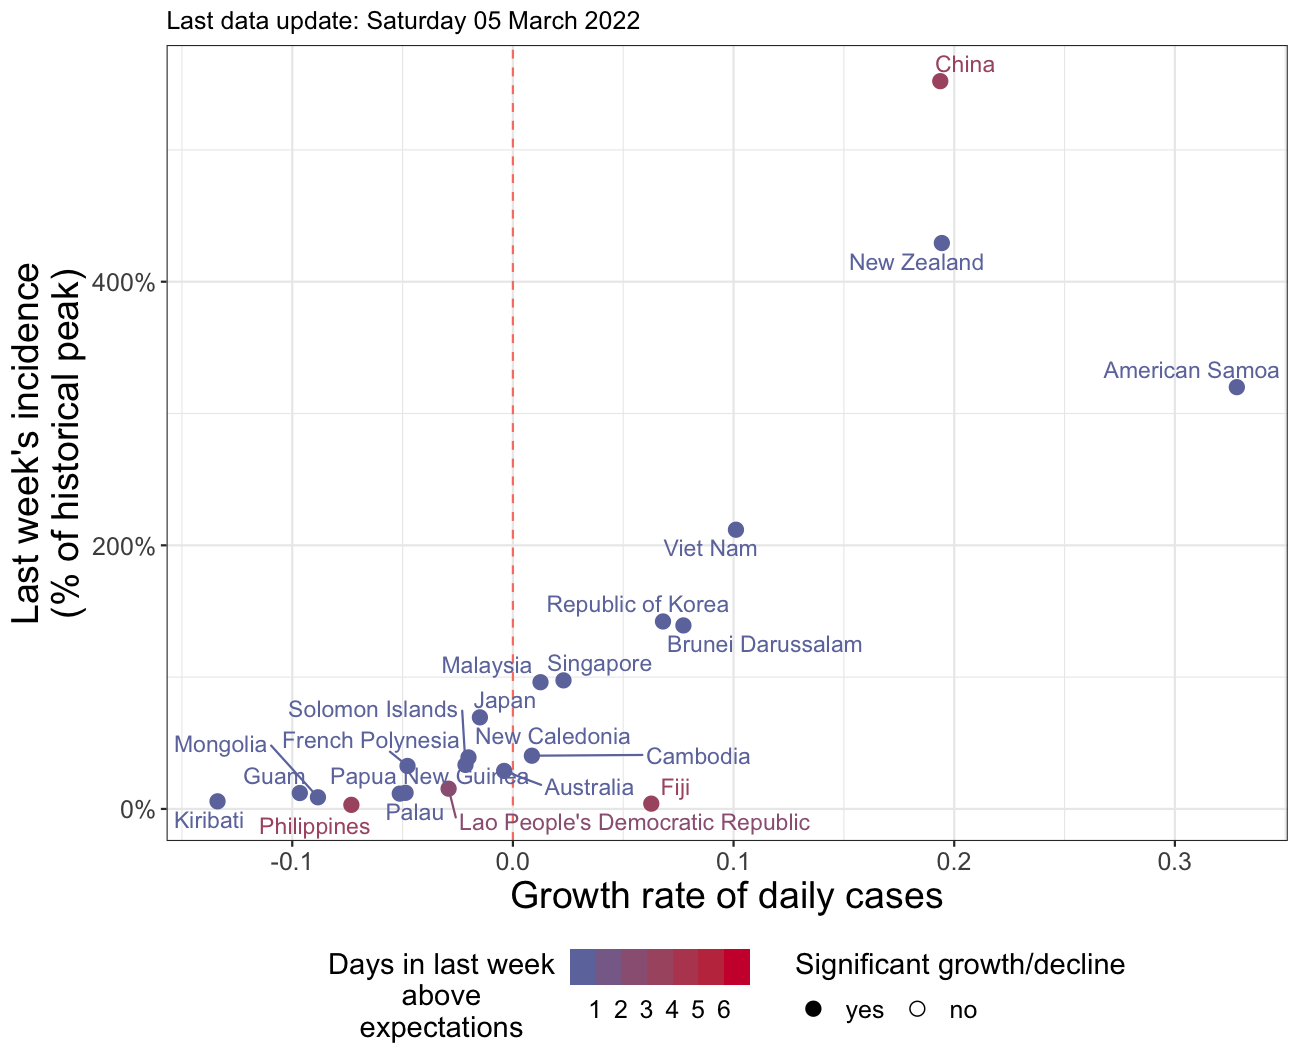 Last data update: Saturday 05 March 2022
China
New Zealand
American Samoa
Viet Nam
Republic of Korea
Brunei Darussalam
Malaysia
Singapore
Japan
Solomon Islands
New Caledonia
French Polynesia
Mongolia
Cambodia
Guam
Papua New Guinea
Australia
Fiji
Palau
Kiribati
Philippines
Lao People's Democratic Republic
Last week's incidence
(% of historical peak)
400%
200%
0%
-0.1
0.0
0.1
0.2
0.3
Growth rate of daily cases
Days in last week
above
expectations
1 2 3 4 5 6
Significant growth/decline
yes
no